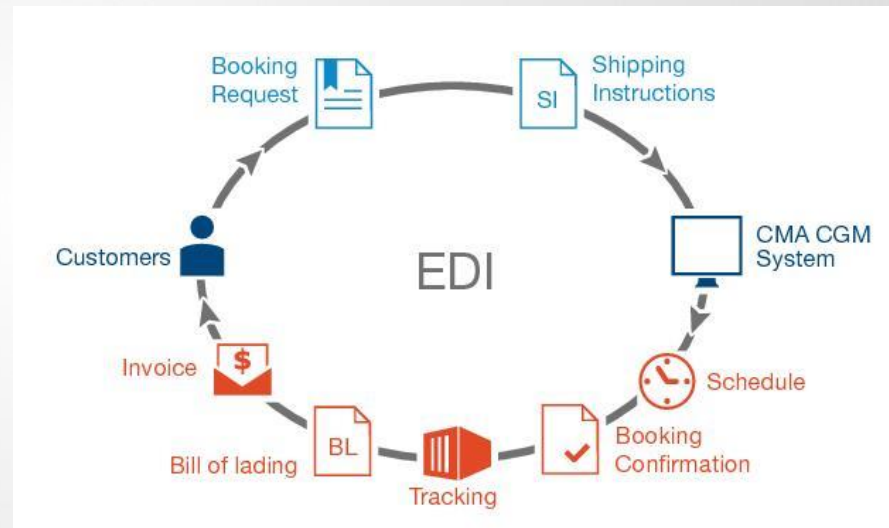 Booking
Request
SI
Shipping
Instructions
Customers
EDI
CMA CGM
System
Invoice
$
Schedule
Bill of lading
BL
Tracking
Booking
Confirmation